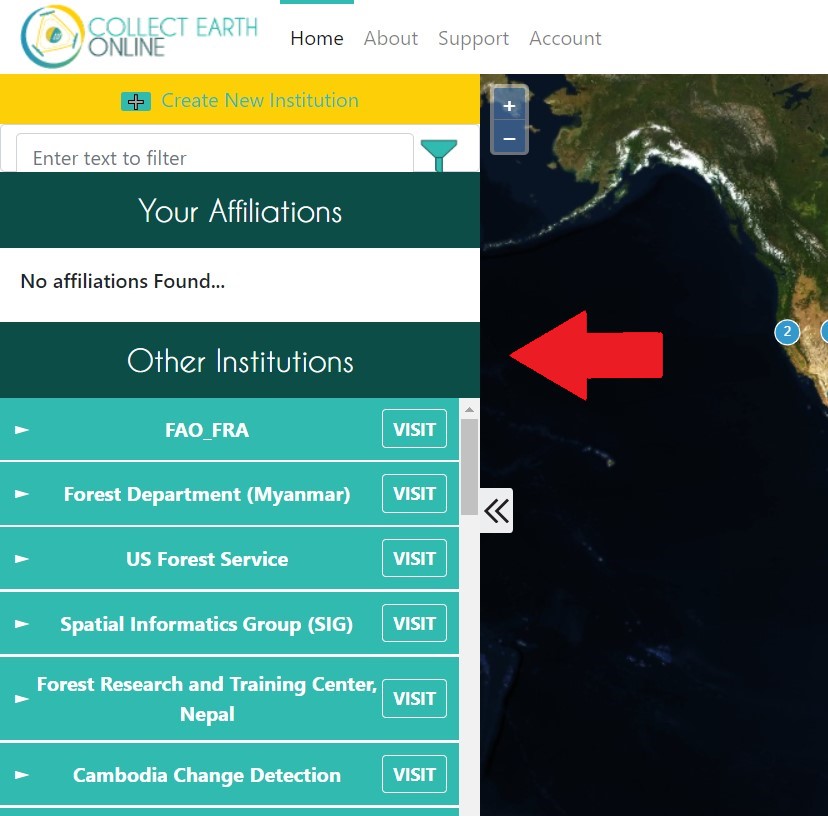 COLLECT EARTH
ONLINE
Home About Support Account
Create New Institution
Enter text to filter
Your Affiliations
No affiliations Found...
Other Institutions
FAO_FRA VISIT
Forest Department (Myanmar) VISIT
US Forest Service VISIT
Spatial Informatics Group (SIG) VISIT
Forest Research and Training Center,
Nepal VISIT
Cambodia Change Detection VISIT
+
−
2